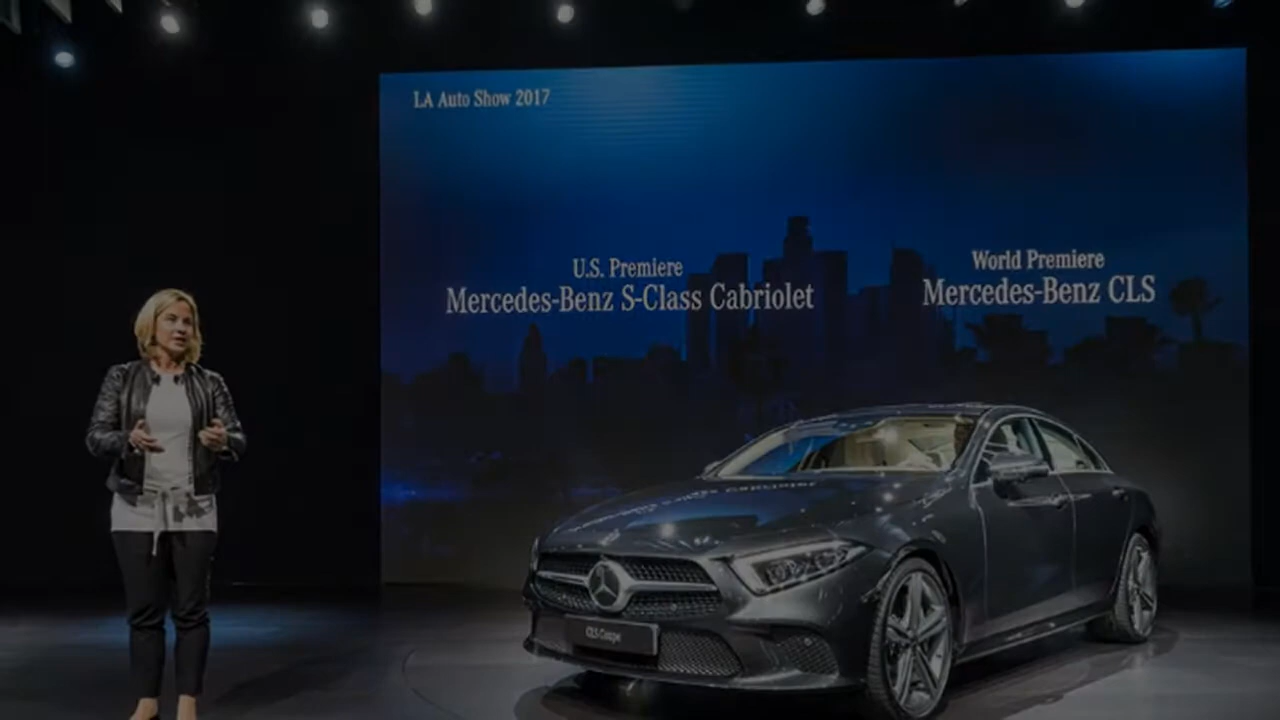 LA Auto Show 2017
U.S. Premiere
Mercedes-Benz S-Class Cabriolet
World Premiere
Mercedes-Benz CLS
CLS Coupe